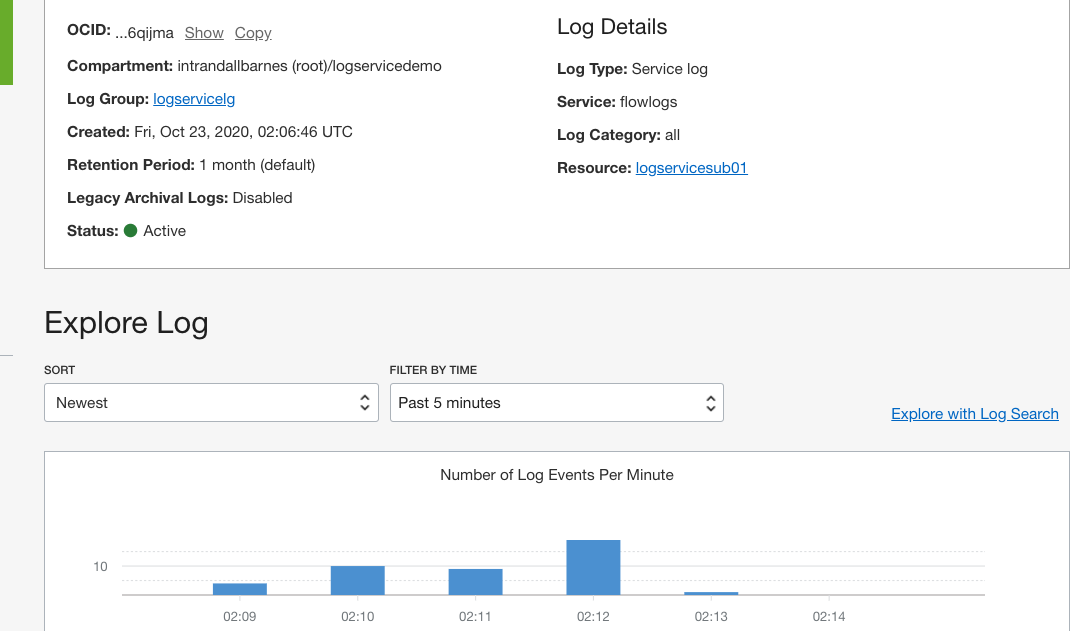 OCID: ...6qijma Show Copy
Compartment: intrandallbarnes (root)/logservicedemo
Log Group: logservicelg
Created: Fri, Oct 23, 2020, 02:06:46 UTC
Retention Period: 1 month (default)
Legacy Archival Logs: Disabled
Status: Active
Log Details
Log Type: Service log
Service: flowlogs
Log Category: all
Resource: logservicesub01
Explore Log
SORT
Newest
FILTER BY TIME
Past 5 minutes
Explore with Log Search
Number of Log Events Per Minute
10
02:09 02:10 02:11 02:12 02:13 02:14